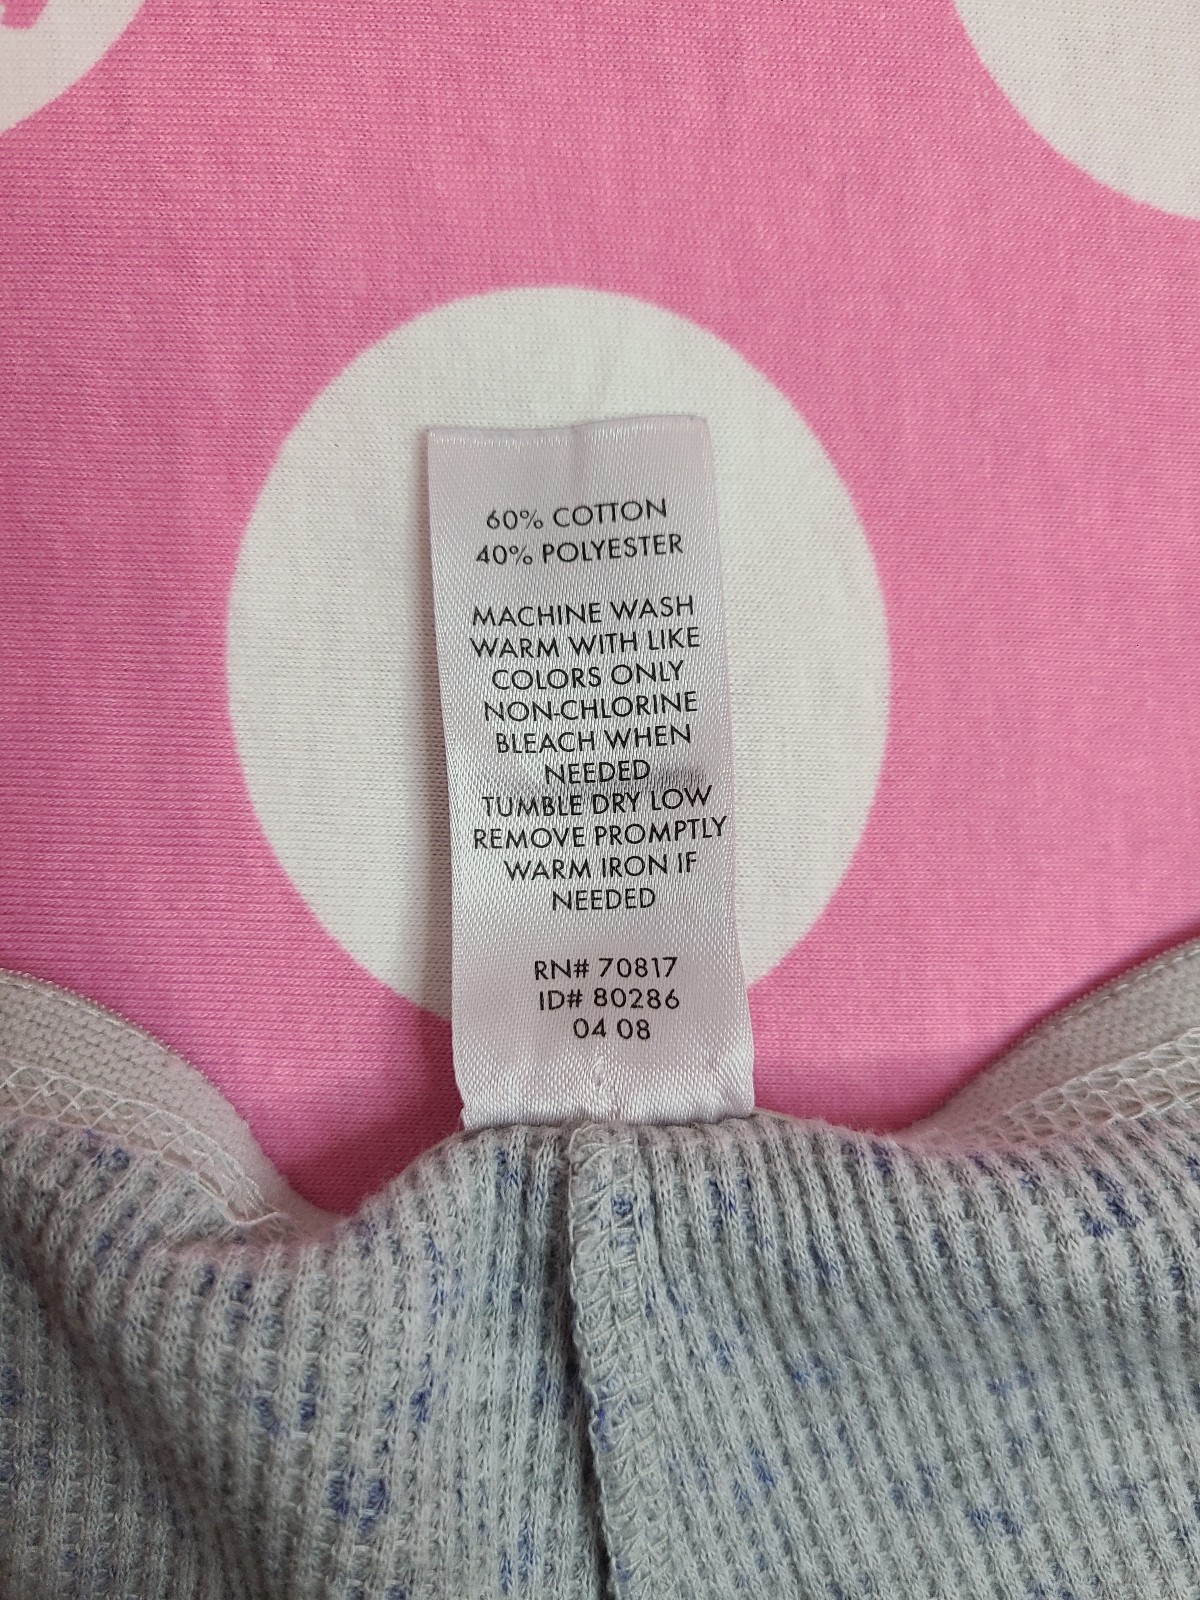 60% COTTON
40% POLYESTER
MACHINE WASH
WARM WITH LIKE
COLORS ONLY
NON-CHLORINE
BLEACH WHEN
NEEDED
TUMBLE DRY LOW
REMOVE PROMPTLY
WARM IRON IF
NEEDED
RN# 70817
ID# 80286
04 08